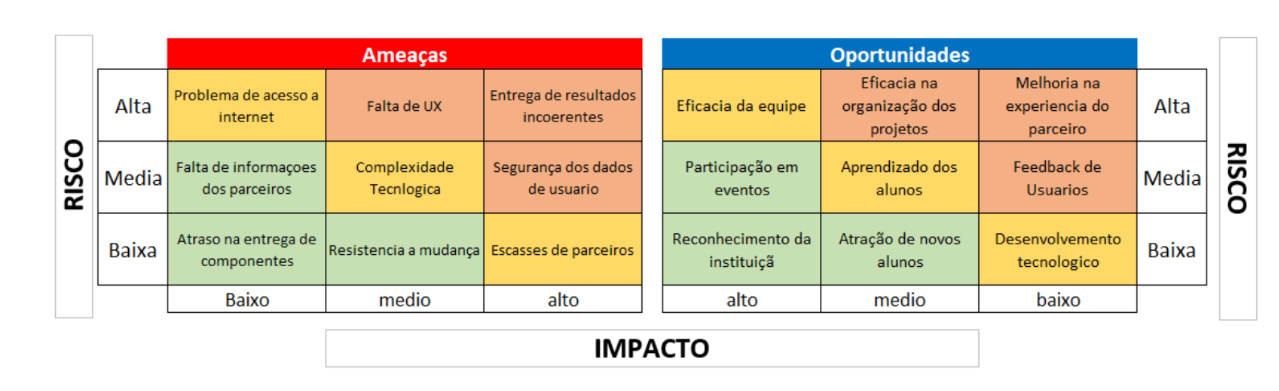 Ameaças
Oportunidades
RISCO
Alta
Problema de acesso a
internet
Falta de UX
Entrega de resultados
incoerentes
Eficacia da equipe
Eficacia na
organização dos
projetos
Melhoria na
experiencia do
parceiro
Alta
RISCO
Media
Falta de informaçoes
dos parceiros
Complexidade
Tecnlogica
Segurança dos dados
de usuario
Participação em
eventos
Aprendizado dos
alunos
Feedback de
Usuarios
Media
Baixa
Atraso na entrega de
componentes
Resistencia a mudança
Escasses de parceiros
Reconhecimento da
instituiçã
Atração de novos
alunos
Desenvolvimento
tecnologico
Baixa
Baixo
medio
alto
alto
medio
baixo
IMPACTO